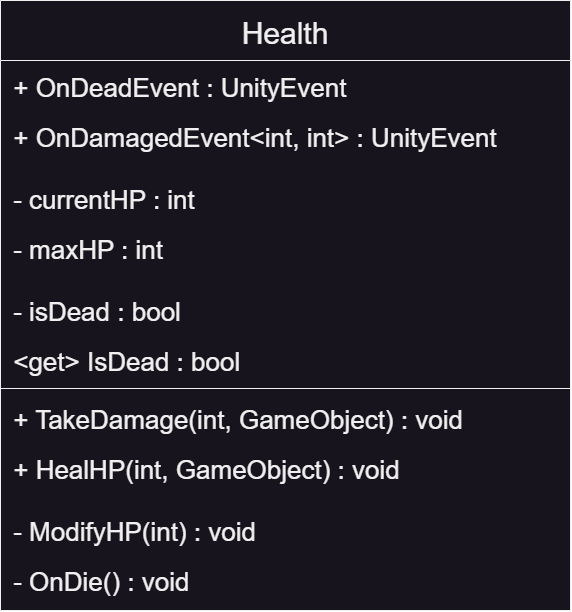 Health
+ OnDeadEvent : UnityEvent
+ OnDamagedEvent<int, int> : UnityEvent
- currentHP : int
- maxHP : int
- isDead : bool
<get> IsDead : bool
+ TakeDamage(int, GameObject) : void
+ HealHP(int, GameObject) : void
- ModifyHP(int) : void
- OnDie() : void